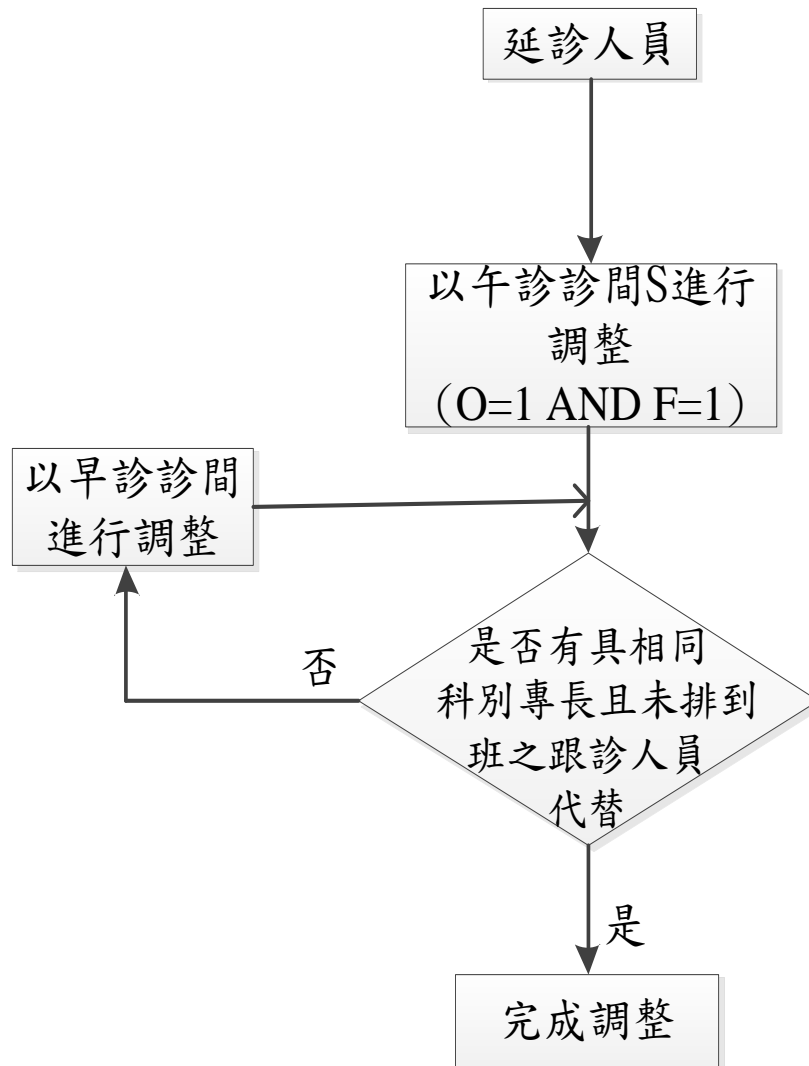 延診人員
以午診診間S進行
調整
（O=1 AND F=1）
以早診診間
進行調整
否
是否有具相同
科別專長且未排到
班之跟診人員
代替
是
完成調整